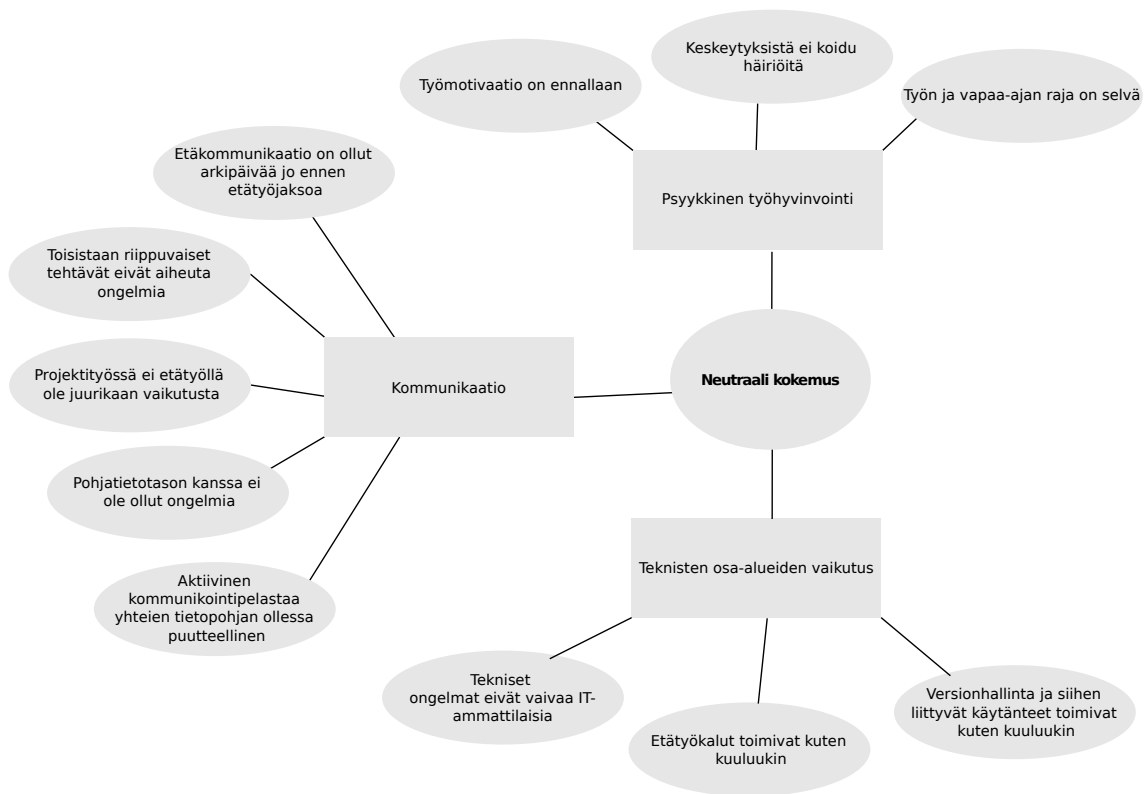 Keskeytyksistä ei koidu
häiriöitä
Työmotivaatio on ennallaan
Työn ja vapaa-ajan raja on selvä
Etäkommunikaatio on ollut
arkipäivää jo ennen
etätyöjaksoa
Psyykkinen työhyvinvointi
Toisistaan riippuvaiset
tehtävät eivät aiheuta
ongelmia
Projektityössä ei etätyöllä
ole juurikaan vaikutusta
Kommunikaatio
Neutraali kokemus
Pohjatietotason kanssa ei
ole ollut ongelmia
Aktiivinen
kommunikointipelastaa
yhteien tietopohjan ollessa
puutteellinen
Teknisten osa-alueiden vaikutus
Tekniset
ongelmat eivät vaivaa IT-
ammattilaisia
Etätyökalut toimivat kuten
kuuluukin
Versionhallinta ja siihen
liittyvät käytänteet toimivat
kuten kuuluukin